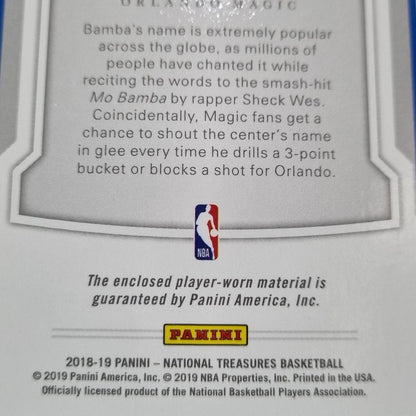 ORLANDO MAGIC
Bamba's name is extremely popular
across the globe, as millions of
people have chanted it while
reciting the words to the smash-hit
Mo Bamba by rapper Sheck Wes.
Coincidentally, Magic fans get a
chance to shout the center's name
in glee every time he drills a 3-point
bucket or blocks a shot for Orlando.
NBA
The enclosed player-worn material is
guaranteed by Panini America, Inc.
PANINI
2018-19 PANINI – NATIONAL TREASURES BASKETBALL
© 2019 Panini America, Inc. © 2019 NBA Properties, Inc. Printed in the USA.
Officially licensed product of the National Basketball Players Association.